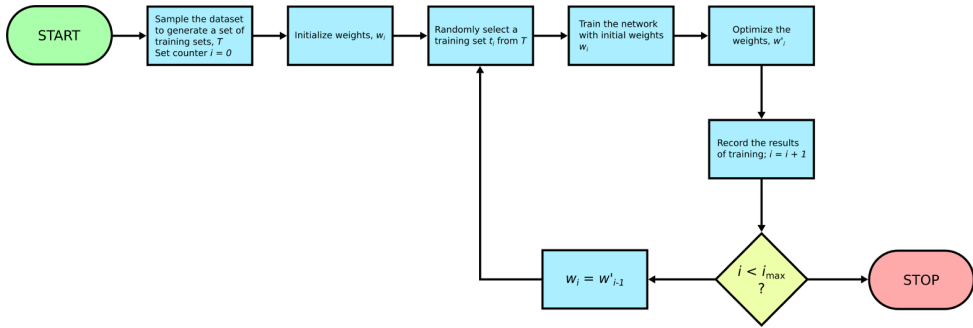 START
Sample the dataset
to generate a set of
training sets, T
Set counter i = 0
Initialize weights, wᵢ
Randomly select a
training set tᵢ from T
Train the network
with initial weights
wᵢ
Optimize the
weights, w'ᵢ
Record the results
of training; i = i + 1
i < iₘₐₓ
?
wᵢ = w'ᵢ₋₁
STOP